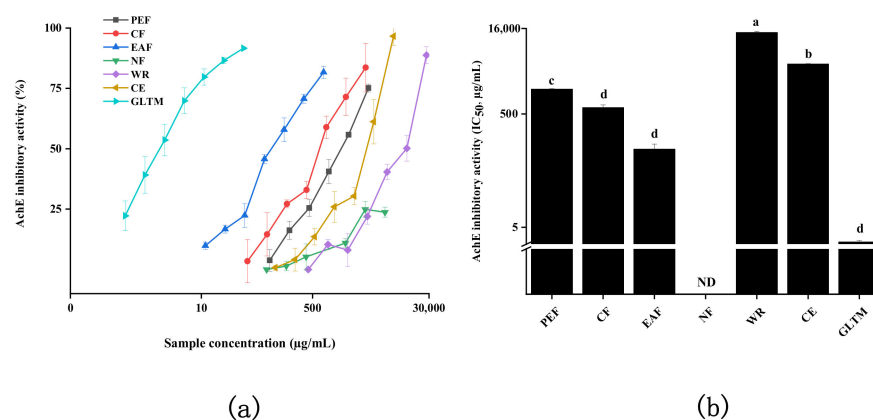 a
PEF
CF
EAF
NF
WR
CE
GLTM
AchE inhibitory activity (%)
100
75
50
25
0
10
500
30,000
Sample concentration (μg/mL)
(a)
b
AchE inhibitory activity (IC50, μg/mL)
16,000
500
5
c
d
d
ND
a
b
d
PEF
CF
EAF
NF
WR
CE
GLTM
(b)